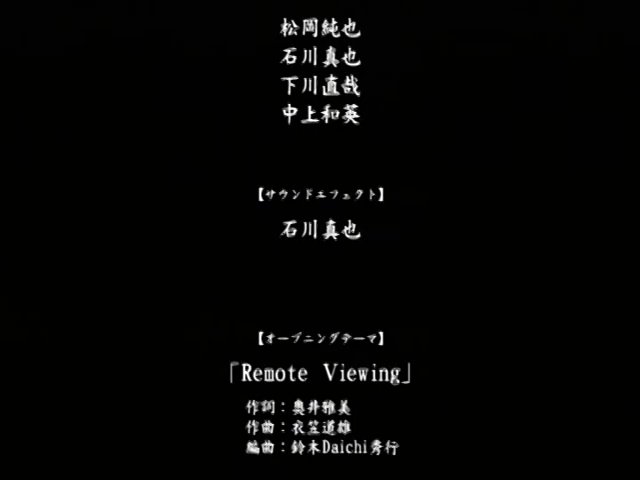 松岡純也
石川真也
下川直哉
中上和英
【サウンドエフェクト】
石川真也
【オープニングテーマ】
「Remote Viewing」
作詞：奥井雅美
作曲：衣笠道雄
編曲：鈴木Daichi秀行